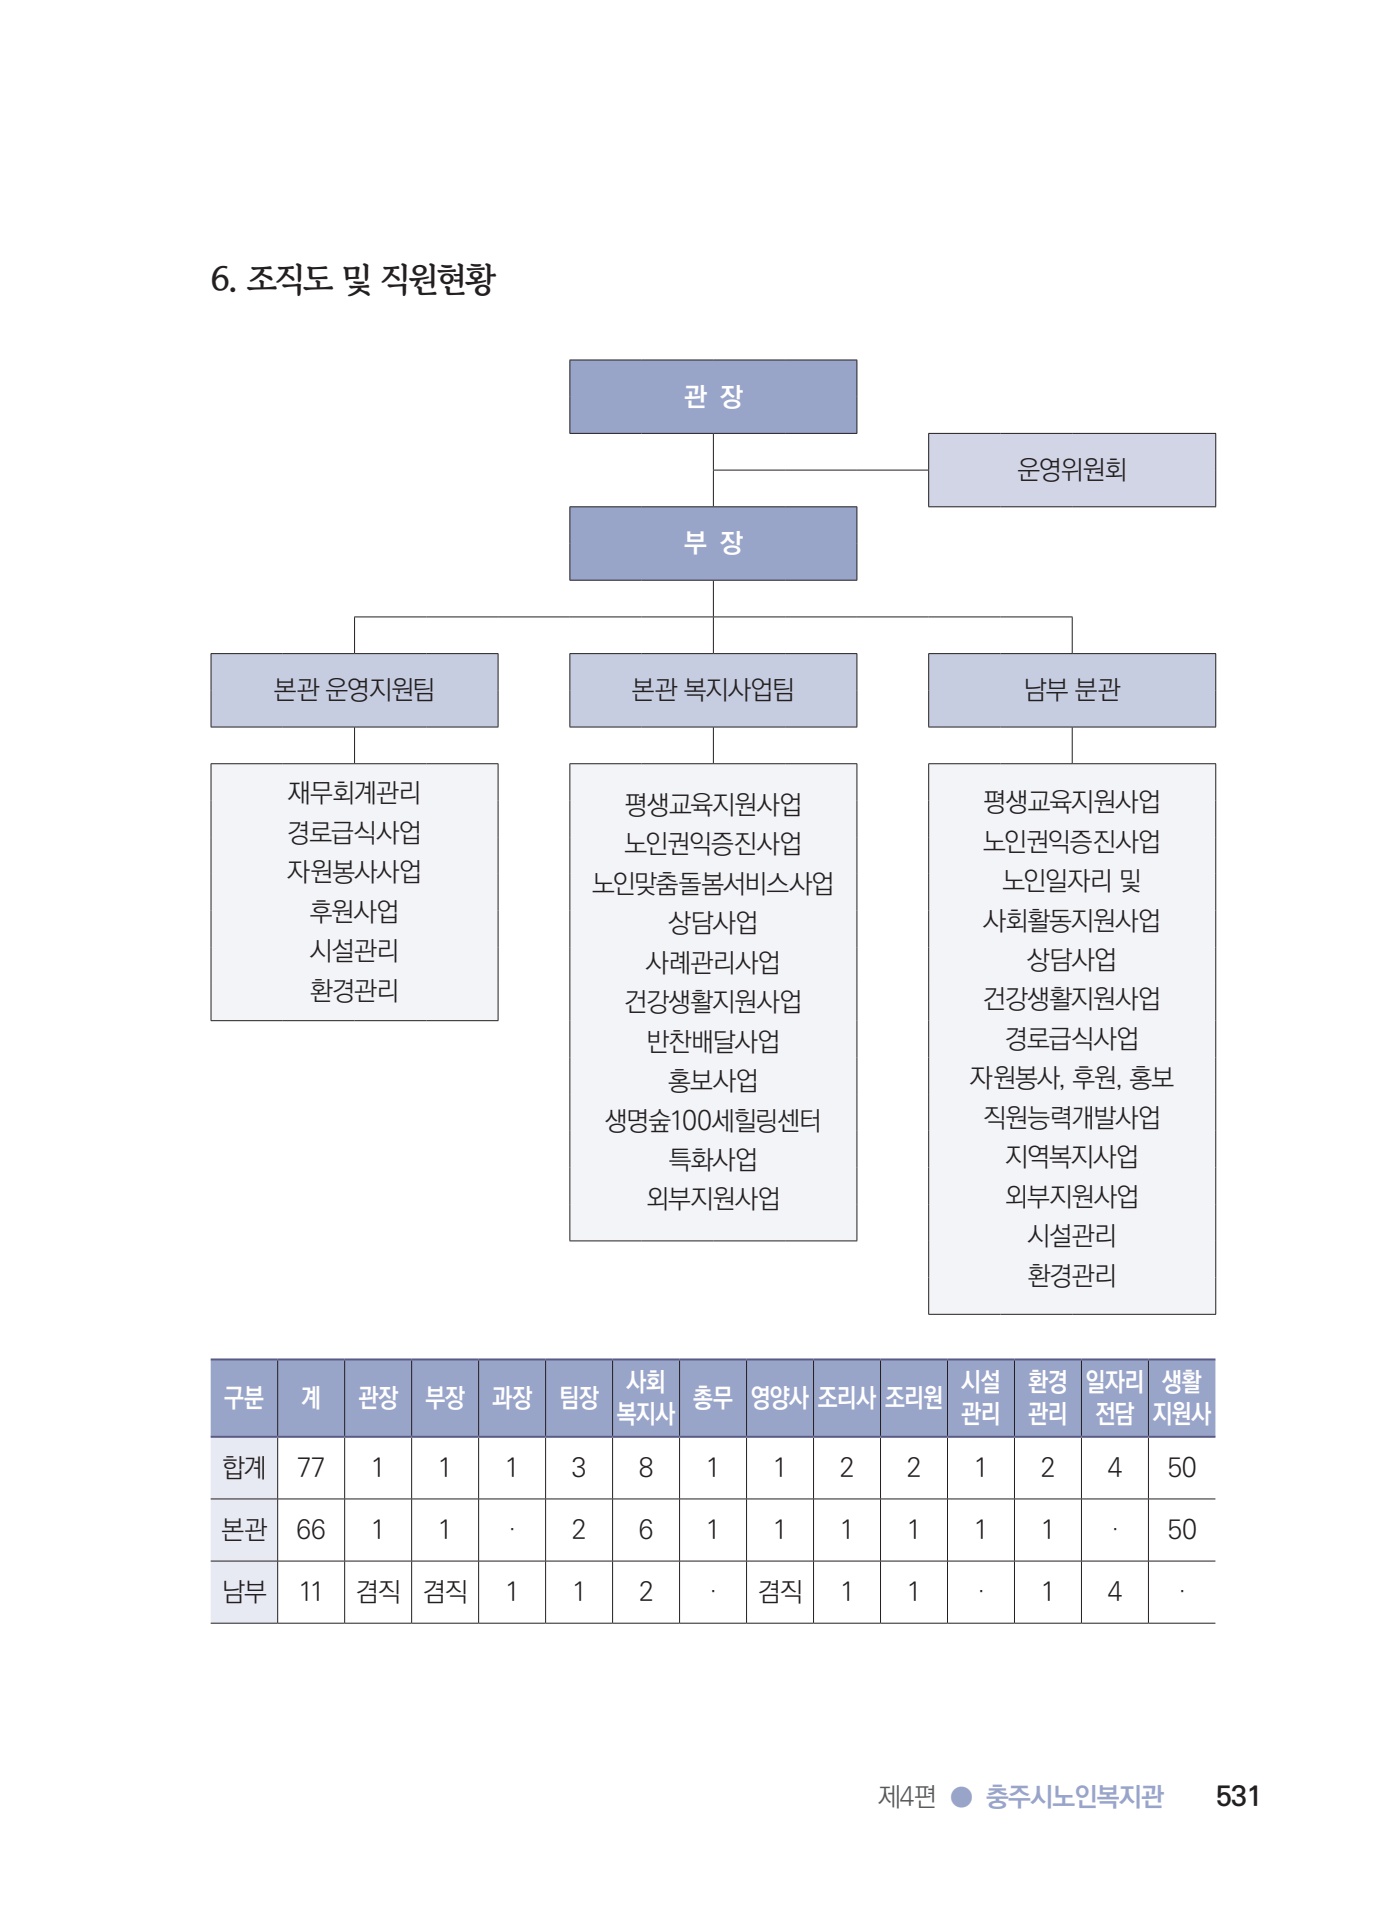 6. 조직도 및 직원현황
관 장
운영위원회
부 장
본관 운영지원팀
재무회계관리
경로급식사업
자원봉사사업
후원사업
시설관리
환경관리
본관 복지사업팀
평생교육지원사업
노인권익증진사업
노인맞춤돌봄서비스사업
상담사업
사례관리사업
건강생활지원사업
반찬배달사업
홍보사업
생명숲100세힐링센터
특화사업
외부지원사업
남부 분관
평생교육지원사업
노인권익증진사업
노인일자리 및
사회활동지원사업
상담사업
건강생활지원사업
경로급식사업
자원봉사, 후원, 홍보
직원능력개발사업
지역복지사업
외부지원사업
시설관리
환경관리
구분 계 관장 부장 과장 팀장 사회복지사 총무 영양사 조리사 조리원 시설관리 환경관리 일자리전담 생활지원사
합계 77 1 1 1 3 8 1 1 2 2 1 2 4 50
본관 66 1 1 · 2 6 1 1 1 1 1 1 · 50
남부 11 겸직 겸직 1 1 2 · 겸직 1 1 · 1 4 ·
제4편 ● 충주시노인복지관 531